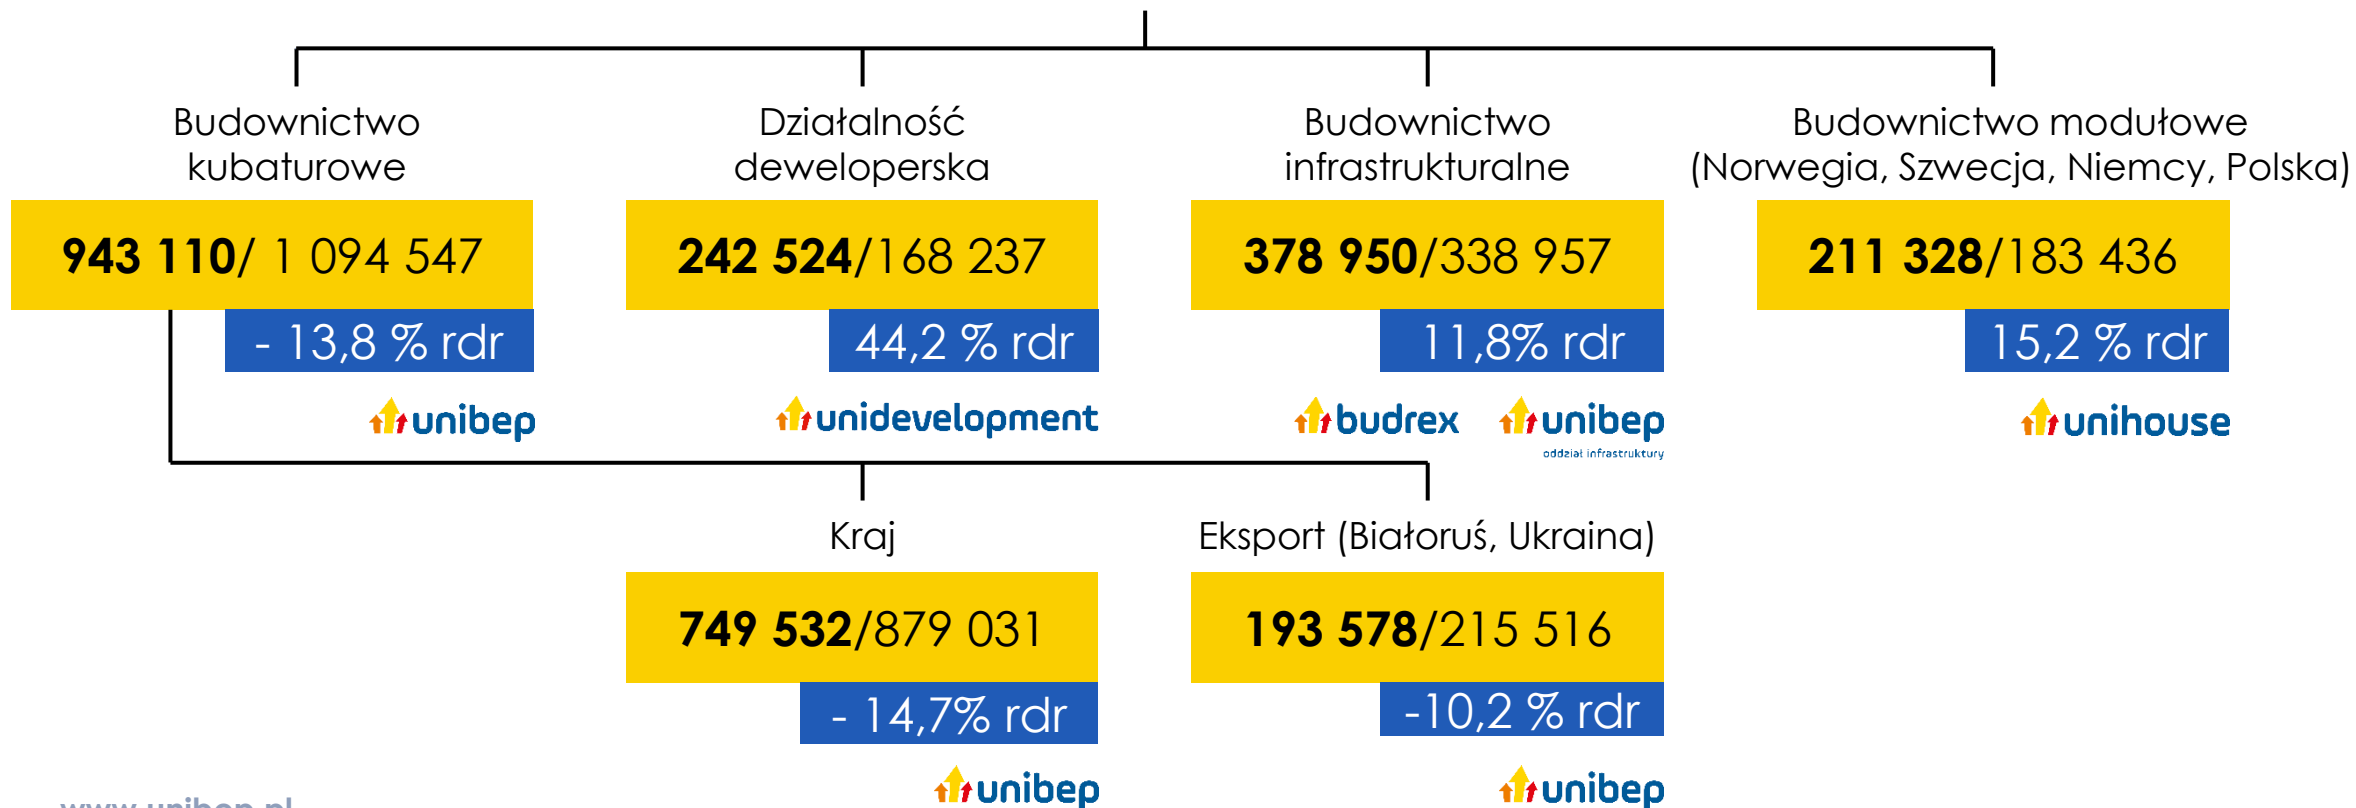 Budownictwo
kubaturowe
943 110/ 1 094 547
- 13,8 % rdr
unibep
Działalność
deweloperska
242 524/168 237
44,2 % rdr
unidevelopment
Budownictwo
infrastrukturalne
378 950/338 957
11,8% rdr
budrex
unibep
oddział infrastruktury
Budownictwo modułowe
(Norwegia, Szwecja, Niemcy, Polska)
211 328/183 436
15,2 % rdr
unihouse
Kraj
749 532/879 031
- 14,7% rdr
unibep
Eksport (Białoruś, Ukraina)
193 578/215 516
-10,2 % rdr
unibep
www.unibep.pl